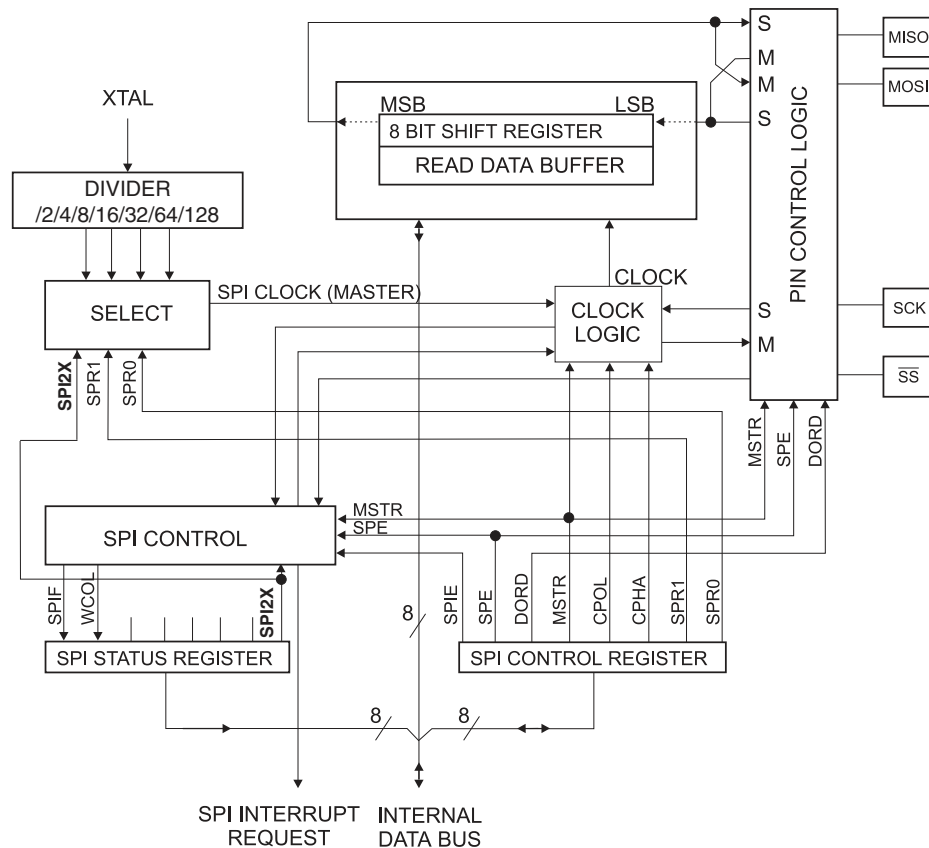 XTAL
DIVIDER
/2/4/8/16/32/64/128
SELECT
SPI2X
SPR1
SPR0
SPI CLOCK (MASTER)
MSB
LSB
8 BIT SHIFT REGISTER
READ DATA BUFFER
CLOCK
CLOCK
LOGIC
S
M
M
S
S
M
PIN CONTROL LOGIC
MISO
MOSI
SCK
SS
MSTR
SPE
DORD
SPI CONTROL
MSTR
SPE
SPIF
WCOL
SPI2X
SPI STATUS REGISTER
8
SPIE
SPE
DORD
MSTR
CPOL
CPHA
SPR1
SPR0
SPI CONTROL REGISTER
8
8
SPI INTERRUPT
REQUEST
INTERNAL
DATA BUS